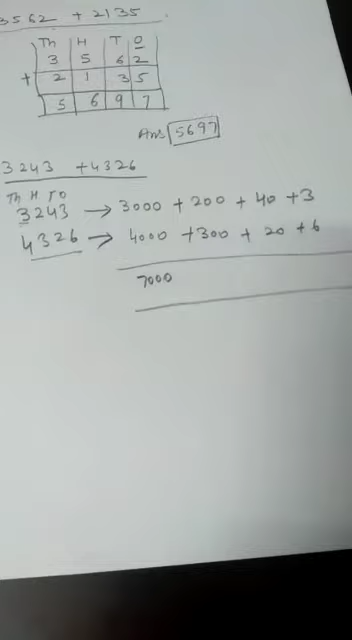 3562 + 2135
Th H T O
3 5 6 2
+ 2 1 3 5
5 6 9 7
Ans 5697
3243 + 4326
Th H T O
3243 → 3000 + 200 + 40 + 3
4326 → 4000 + 300 + 20 + 6
7000